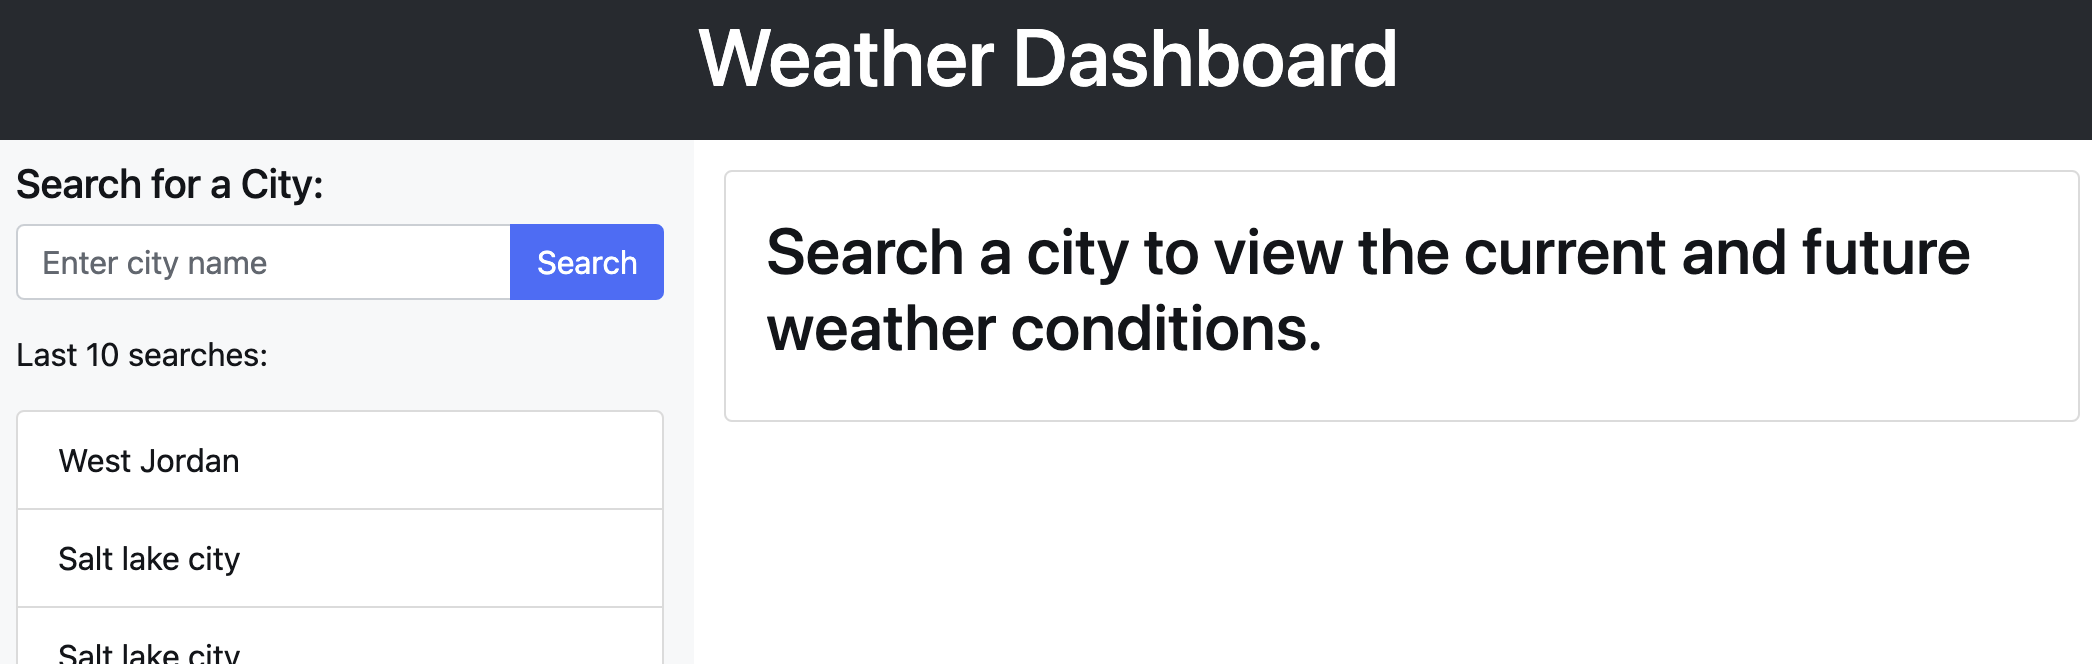 Weather Dashboard
Search for a City:
Enter city name
Search
Last 10 searches:
West Jordan
Salt lake city
Salt lake city
Search a city to view the current and future
weather conditions.